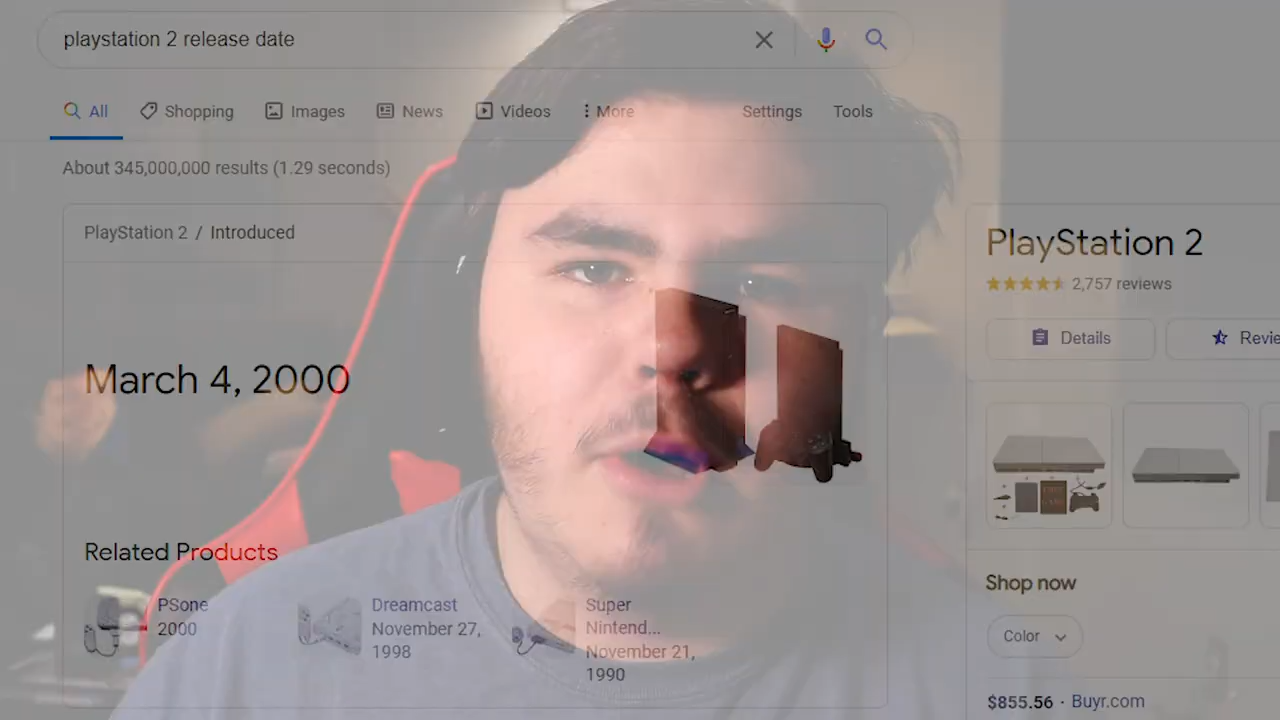 playstation 2 release date
All Shopping Images News Videos More Settings Tools
About 345,000,000 results (1.29 seconds)
PlayStation 2 / Introduced
March 4, 2000
Related Products
PSone
2000
Dreamcast
November 27,
1998
Super
Nintend...
November 21,
1990
PlayStation 2
2,757 reviews
Details
Revie
Shop now
Color
$855.56 · Buyr.com